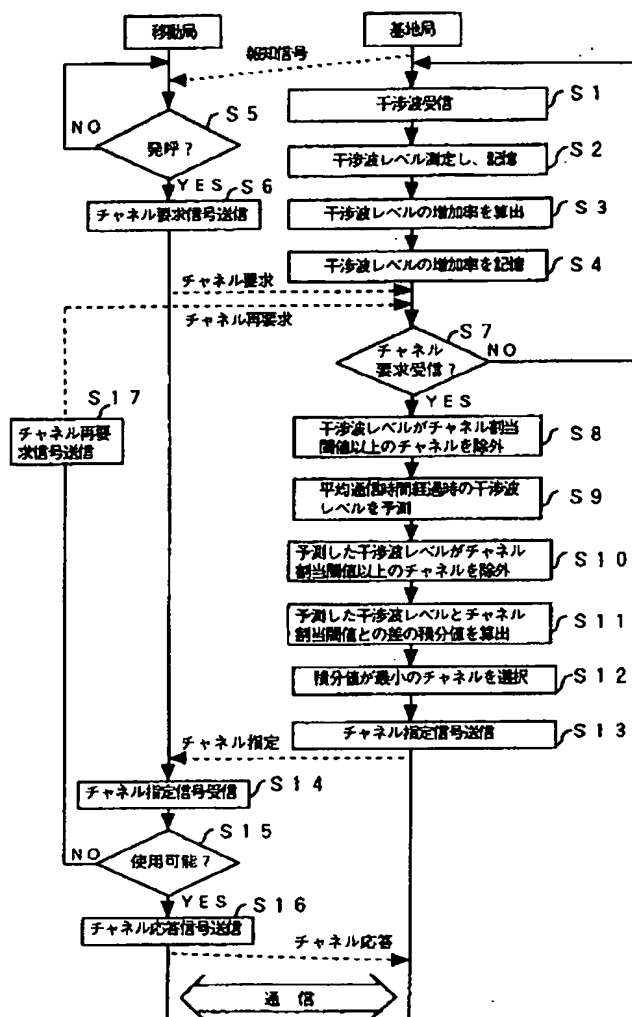 移動局
基地局
報知信号
干渉波受信
S1
S5
NO
発呼?
干渉波レベル測定し、記憶
S2
YES
S6
チャネル要求信号送信
干渉波レベルの増加率を算出
S3
干渉波レベルの増加率を記憶
S4
チャネル要求
チャネル再要求
S7
チャネル
要求受信?
NO
YES
S17
チャネル再要
求信号送信
干渉波レベルがチャネル割当
閾値以上のチャネルを除外
S8
平均通信時間経過時の干渉波
レベルを予測
S9
予測した干渉波レベルがチャネル
割当閾値以上のチャネルを除外
S10
予測した干渉波レベルとチャネル
割当閾値との差の積分値を算出
S11
積分値が最小のチャネルを選択
S12
チャネル指定信号送信
S13
チャネル指定
チャネル指定信号受信
S14
S15
使用可能?
NO
YES
S16
チャネル応答信号送信
チャネル応答
通信